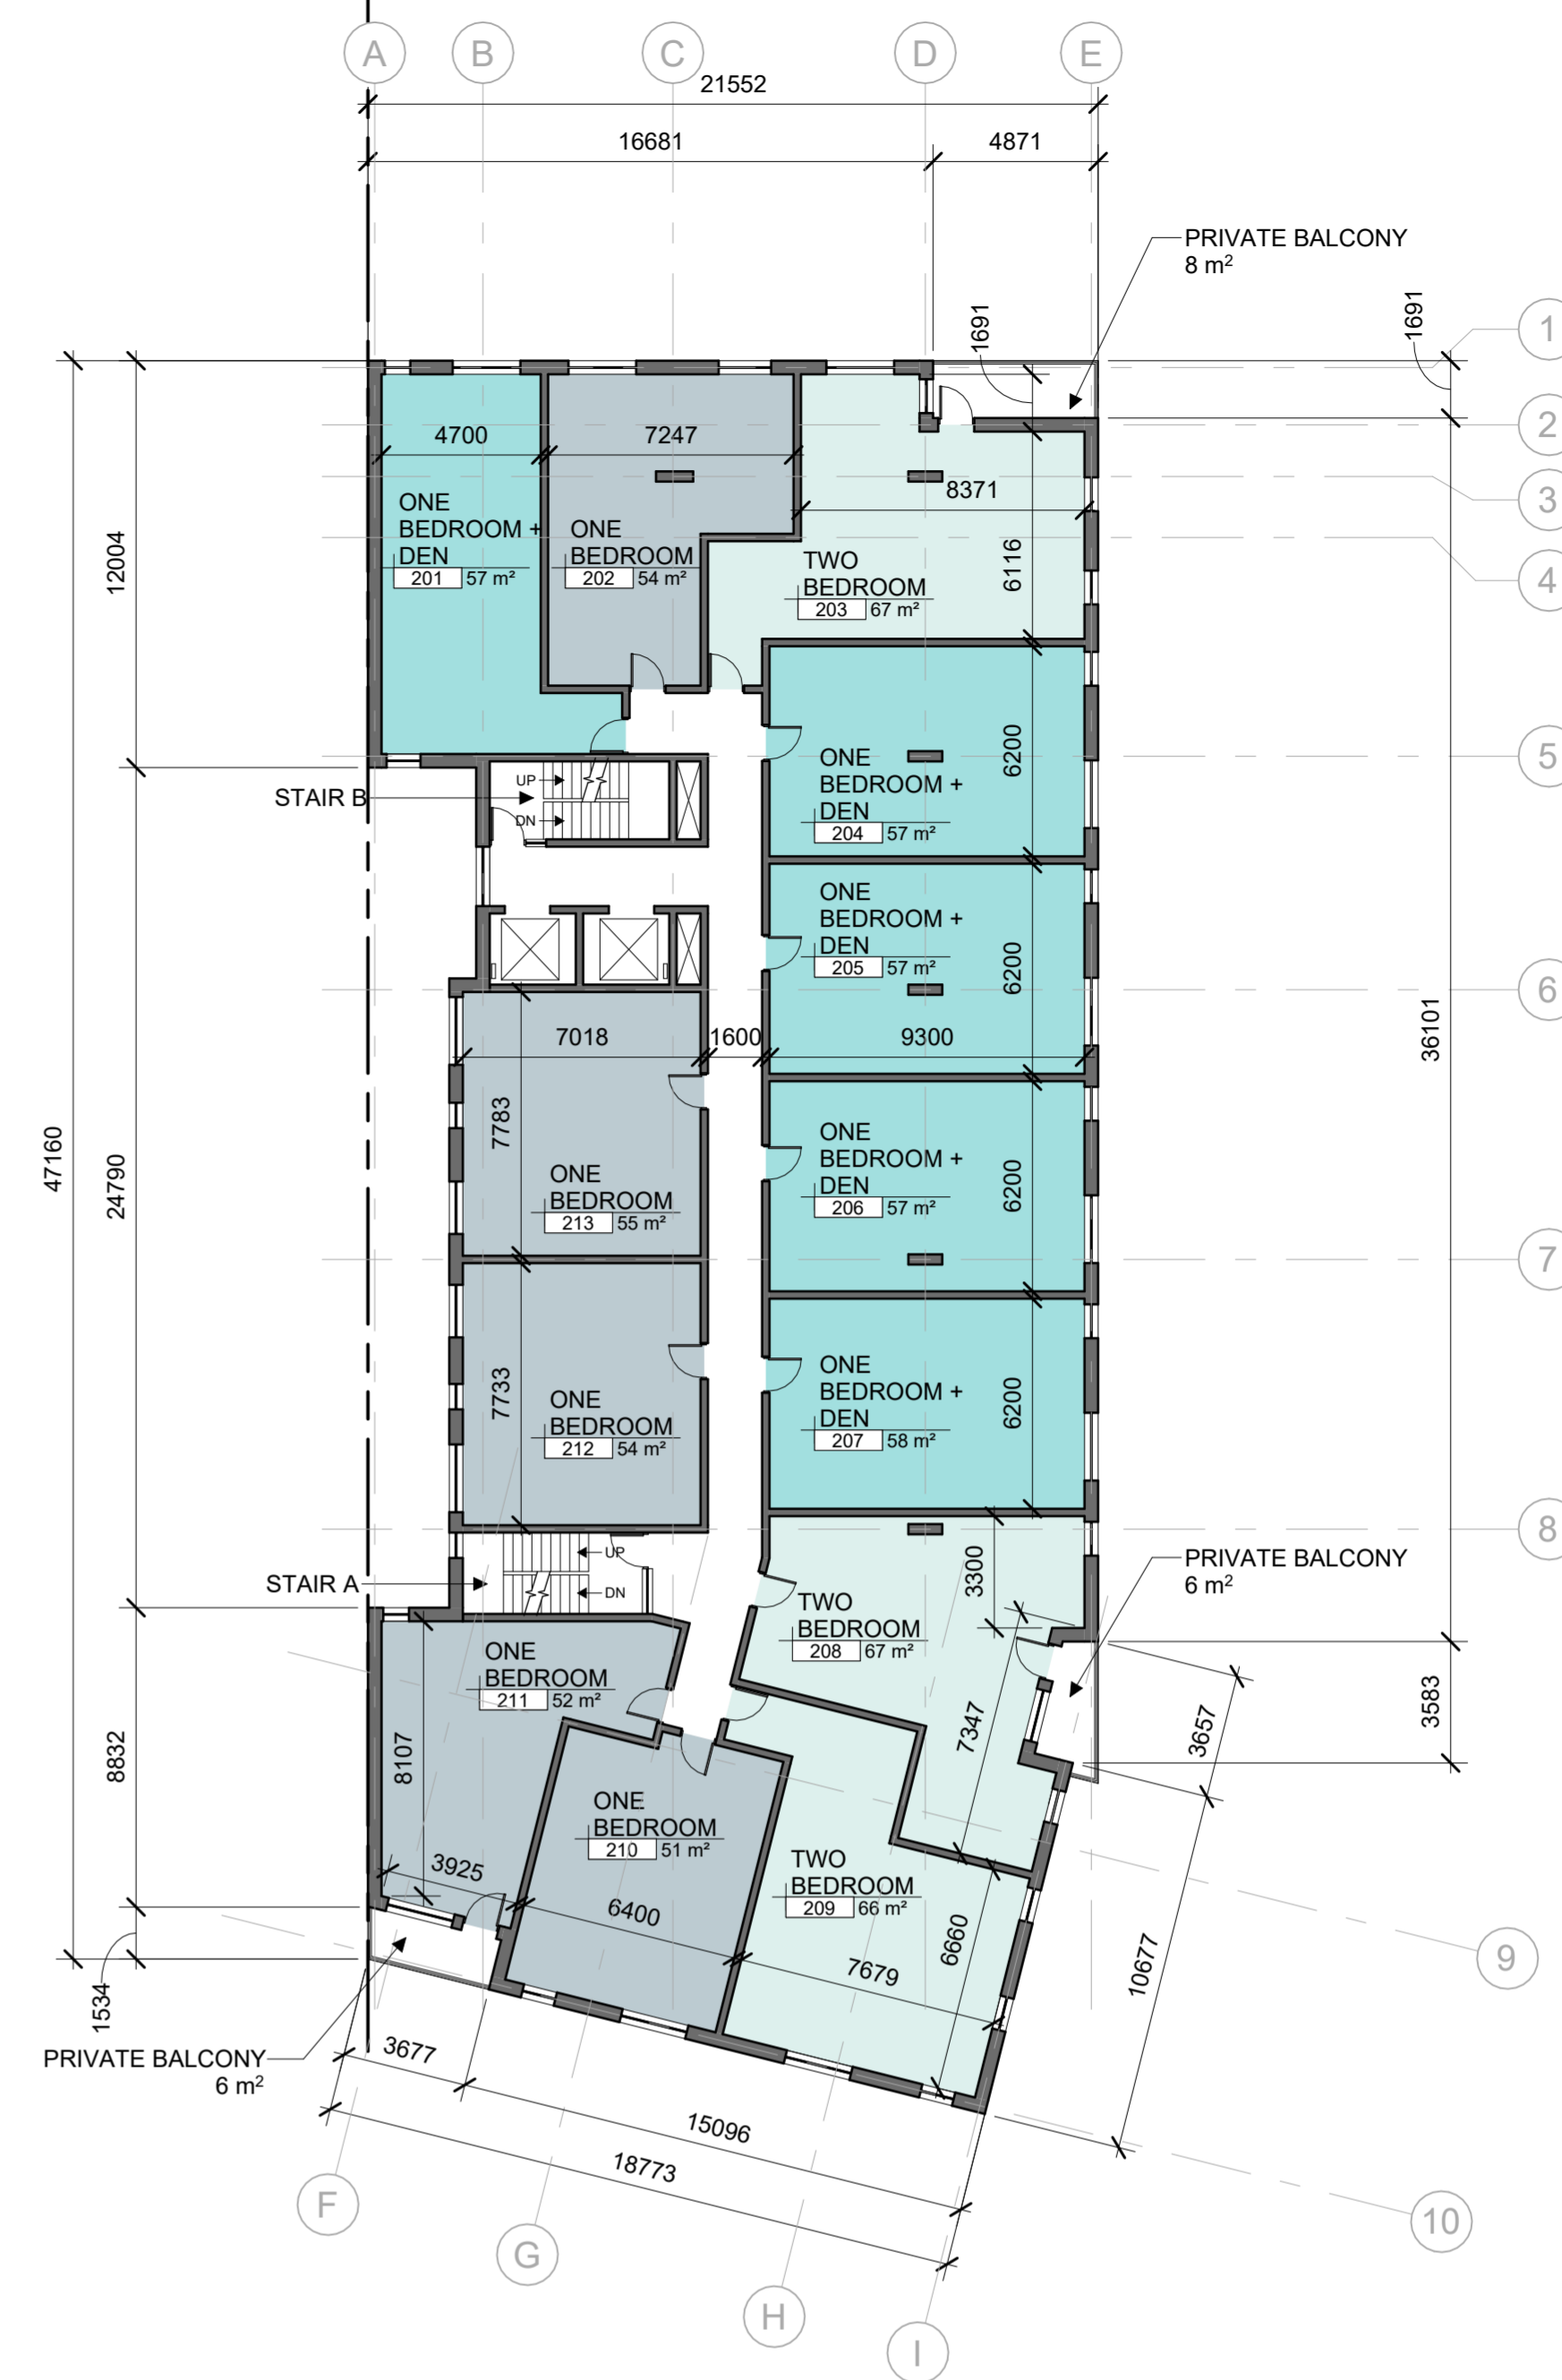 A
B
C
D
E
21552
16681
4871
PRIVATE BALCONY
8 m²
1691
1691
1
2
3
4
4700
7247
8371
6116
12004
ONE
BEDROOM +
DEN
201 57 m²
ONE
BEDROOM
202 54 m²
TWO
BEDROOM
203 67 m²
ONE
BEDROOM +
DEN
204 57 m²
6200
5
STAIR B
UP
DN
ONE
BEDROOM +
DEN
205 57 m²
6200
6
36101
7018
1600
9300
7783
47160
24790
ONE
BEDROOM
213 55 m²
ONE
BEDROOM +
DEN
206 57 m²
6200
7
7733
ONE
BEDROOM
212 54 m²
ONE
BEDROOM +
DEN
207 58 m²
6200
8
STAIR A
UP
DN
3300
PRIVATE BALCONY
6 m²
TWO
BEDROOM
208 67 m²
ONE
BEDROOM
211 52 m²
7347
3657
3583
8832
8107
ONE
BEDROOM
210 51 m²
TWO
BEDROOM
209 66 m²
3925
6400
7679
6660
10677
9
1534
PRIVATE BALCONY
6 m²
3677
15096
18773
F
G
H
I
10